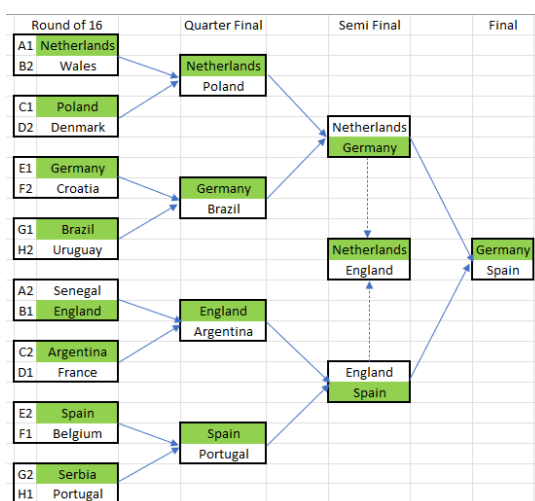 Round of 16 Quarter Final Semi Final Final
A1 Netherlands
B2 Wales
Netherlands
Poland
C1 Poland
D2 Denmark
Netherlands
Germany
E1 Germany
F2 Croatia
Germany
Brazil
G1 Brazil
H2 Uruguay
Netherlands
England
Germany
Spain
A2 Senegal
B1 England
England
Argentina
C2 Argentina
D1 France
England
Spain
E2 Spain
F1 Belgium
Spain
Portugal
G2 Serbia
H1 Portugal